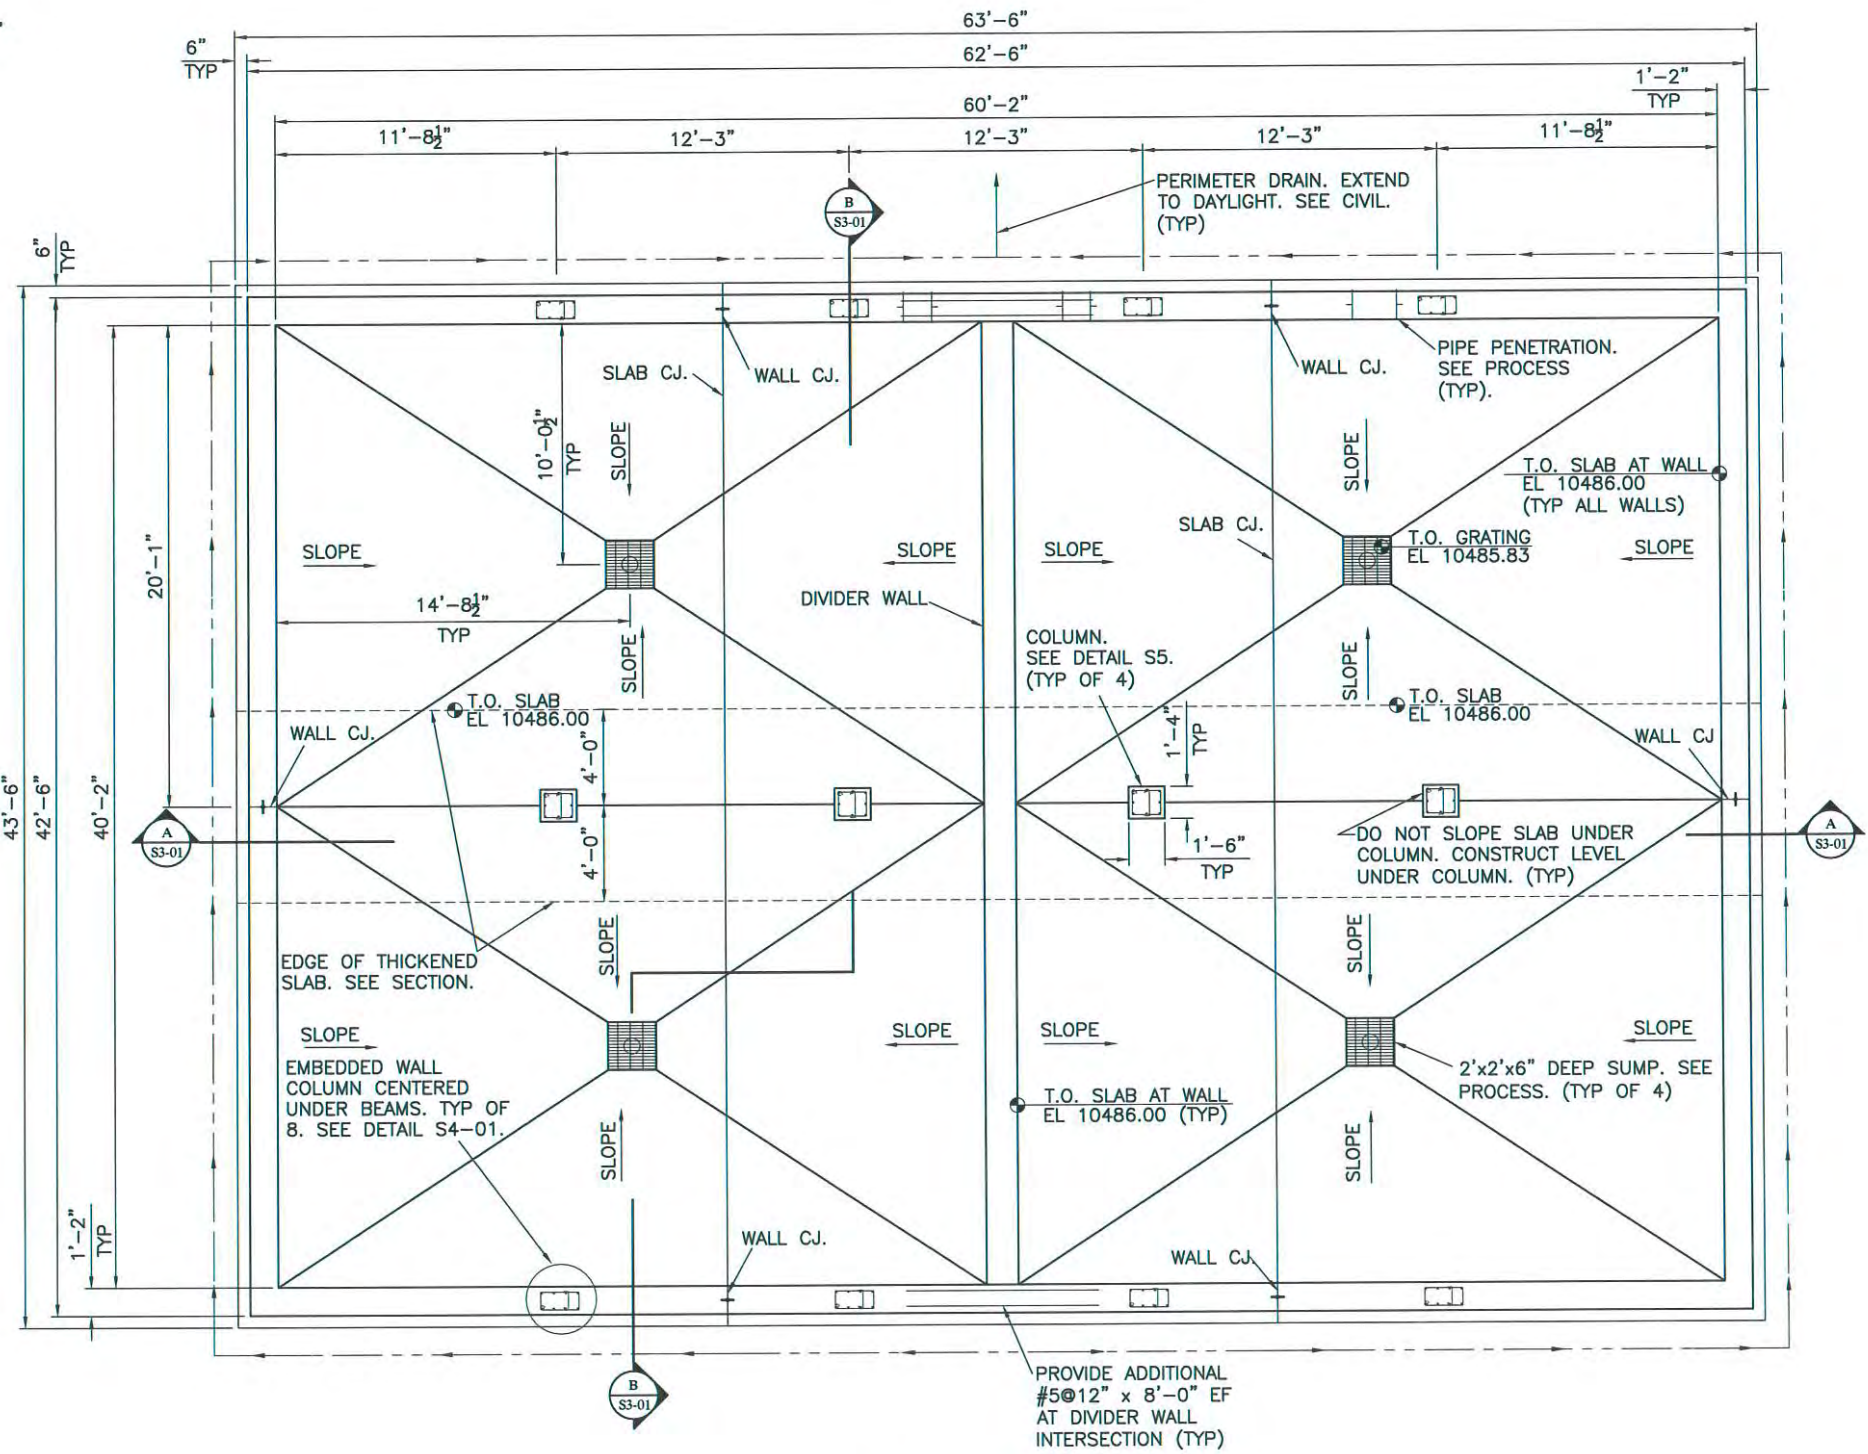 63'-6"
6"
TYP
62'-6"
1'-2"
TYP
60'-2"
11'-8½"
12'-3"
12'-3"
12'-3"
11'-8½"
PERIMETER DRAIN. EXTEND
TO DAYLIGHT. SEE CIVIL.
(TYP)
B
S3-01
6"
TYP
SLAB CJ.
WALL CJ.
WALL CJ.
PIPE PENETRATION.
SEE PROCESS
(TYP).
10'-0½"
TYP
SLOPE
SLOPE
T.O. SLAB AT WALL
EL 10486.00
(TYP ALL WALLS)
SLAB CJ.
T.O. GRATING
EL 10485.83
SLOPE
SLOPE
SLOPE
SLOPE
20'-1"
14'-8½"
TYP
DIVIDER WALL
COLUMN.
SEE DETAIL S5.
(TYP OF 4)
SLOPE
SLOPE
T.O. SLAB
EL 10486.00
T.O. SLAB
EL 10486.00
WALL CJ.
4'-0"
1'-4"
TYP
WALL CJ
43'-6"
42'-6"
40'-2"
A
S3-01
4'-0"
1'-6"
TYP
DO NOT SLOPE SLAB UNDER
COLUMN. CONSTRUCT LEVEL
UNDER COLUMN. (TYP)
A
S3-01
EDGE OF THICKENED
SLAB. SEE SECTION.
SLOPE
SLOPE
SLOPE
SLOPE
SLOPE
SLOPE
EMBEDDED WALL
COLUMN CENTERED
UNDER BEAMS. TYP OF
8. SEE DETAIL S4-01.
2'x2'x6" DEEP SUMP. SEE
PROCESS. (TYP OF 4)
T.O. SLAB AT WALL
EL 10486.00 (TYP)
SLOPE
SLOPE
1'-2"
TYP
WALL CJ.
WALL CJ.
B
S3-01
PROVIDE ADDITIONAL
#5@12" x 8'-0" EF
AT DIVIDER WALL
INTERSECTION (TYP)